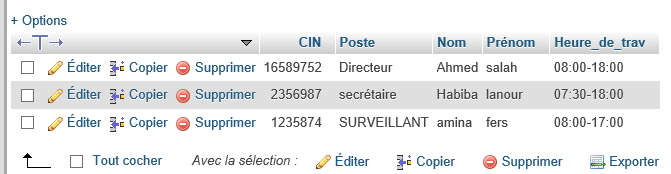 + Options
CIN Poste Nom Prénom Heure_de_trav
Éditer Copier Supprimer 16589752 Directeur Ahmed salah 08:00-18:00
Éditer Copier Supprimer 2356987 secrétaire Habiba lanour 07:30-18:00
Éditer Copier Supprimer 1235874 SURVEILLANT amina fers 08:00-17:00
Tout cocher Avec la sélection : Éditer Copier Supprimer Exporter